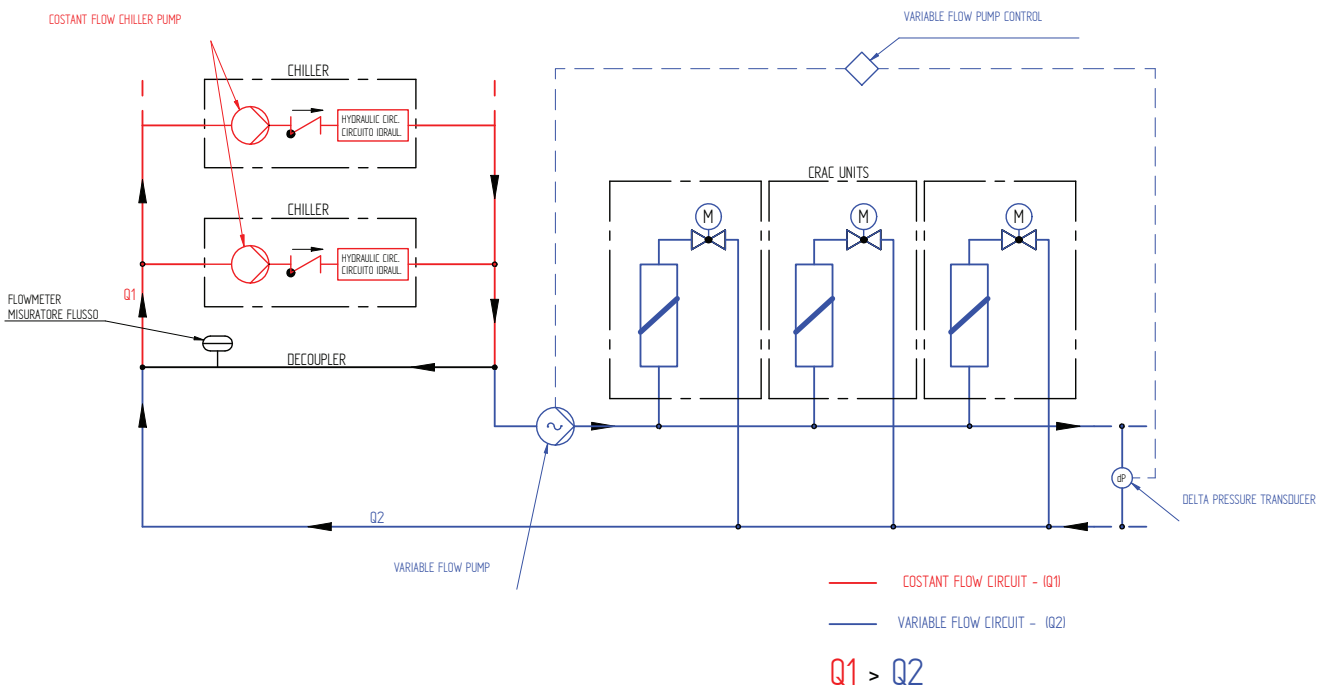 COSTANT FLOW CHILLER PUMP
VARIABLE FLOW PUMP CONTROL
CHILLER
HYDRAULIC CIRC.
CIRCUITO IDRAUL.
CRAC UNITS
M
M
M
CHILLER
HYDRAULIC CIRC.
CIRCUITO IDRAUL.
Q1
FLOWMETER
MISURATORE FLUSSO
DECOUPLER
dP
DELTA PRESSURE TRANSDUCER
Q2
VARIABLE FLOW PUMP
COSTANT FLOW CIRCUIT - (Q1)
VARIABLE FLOW CIRCUIT - (Q2)
Q1 > Q2